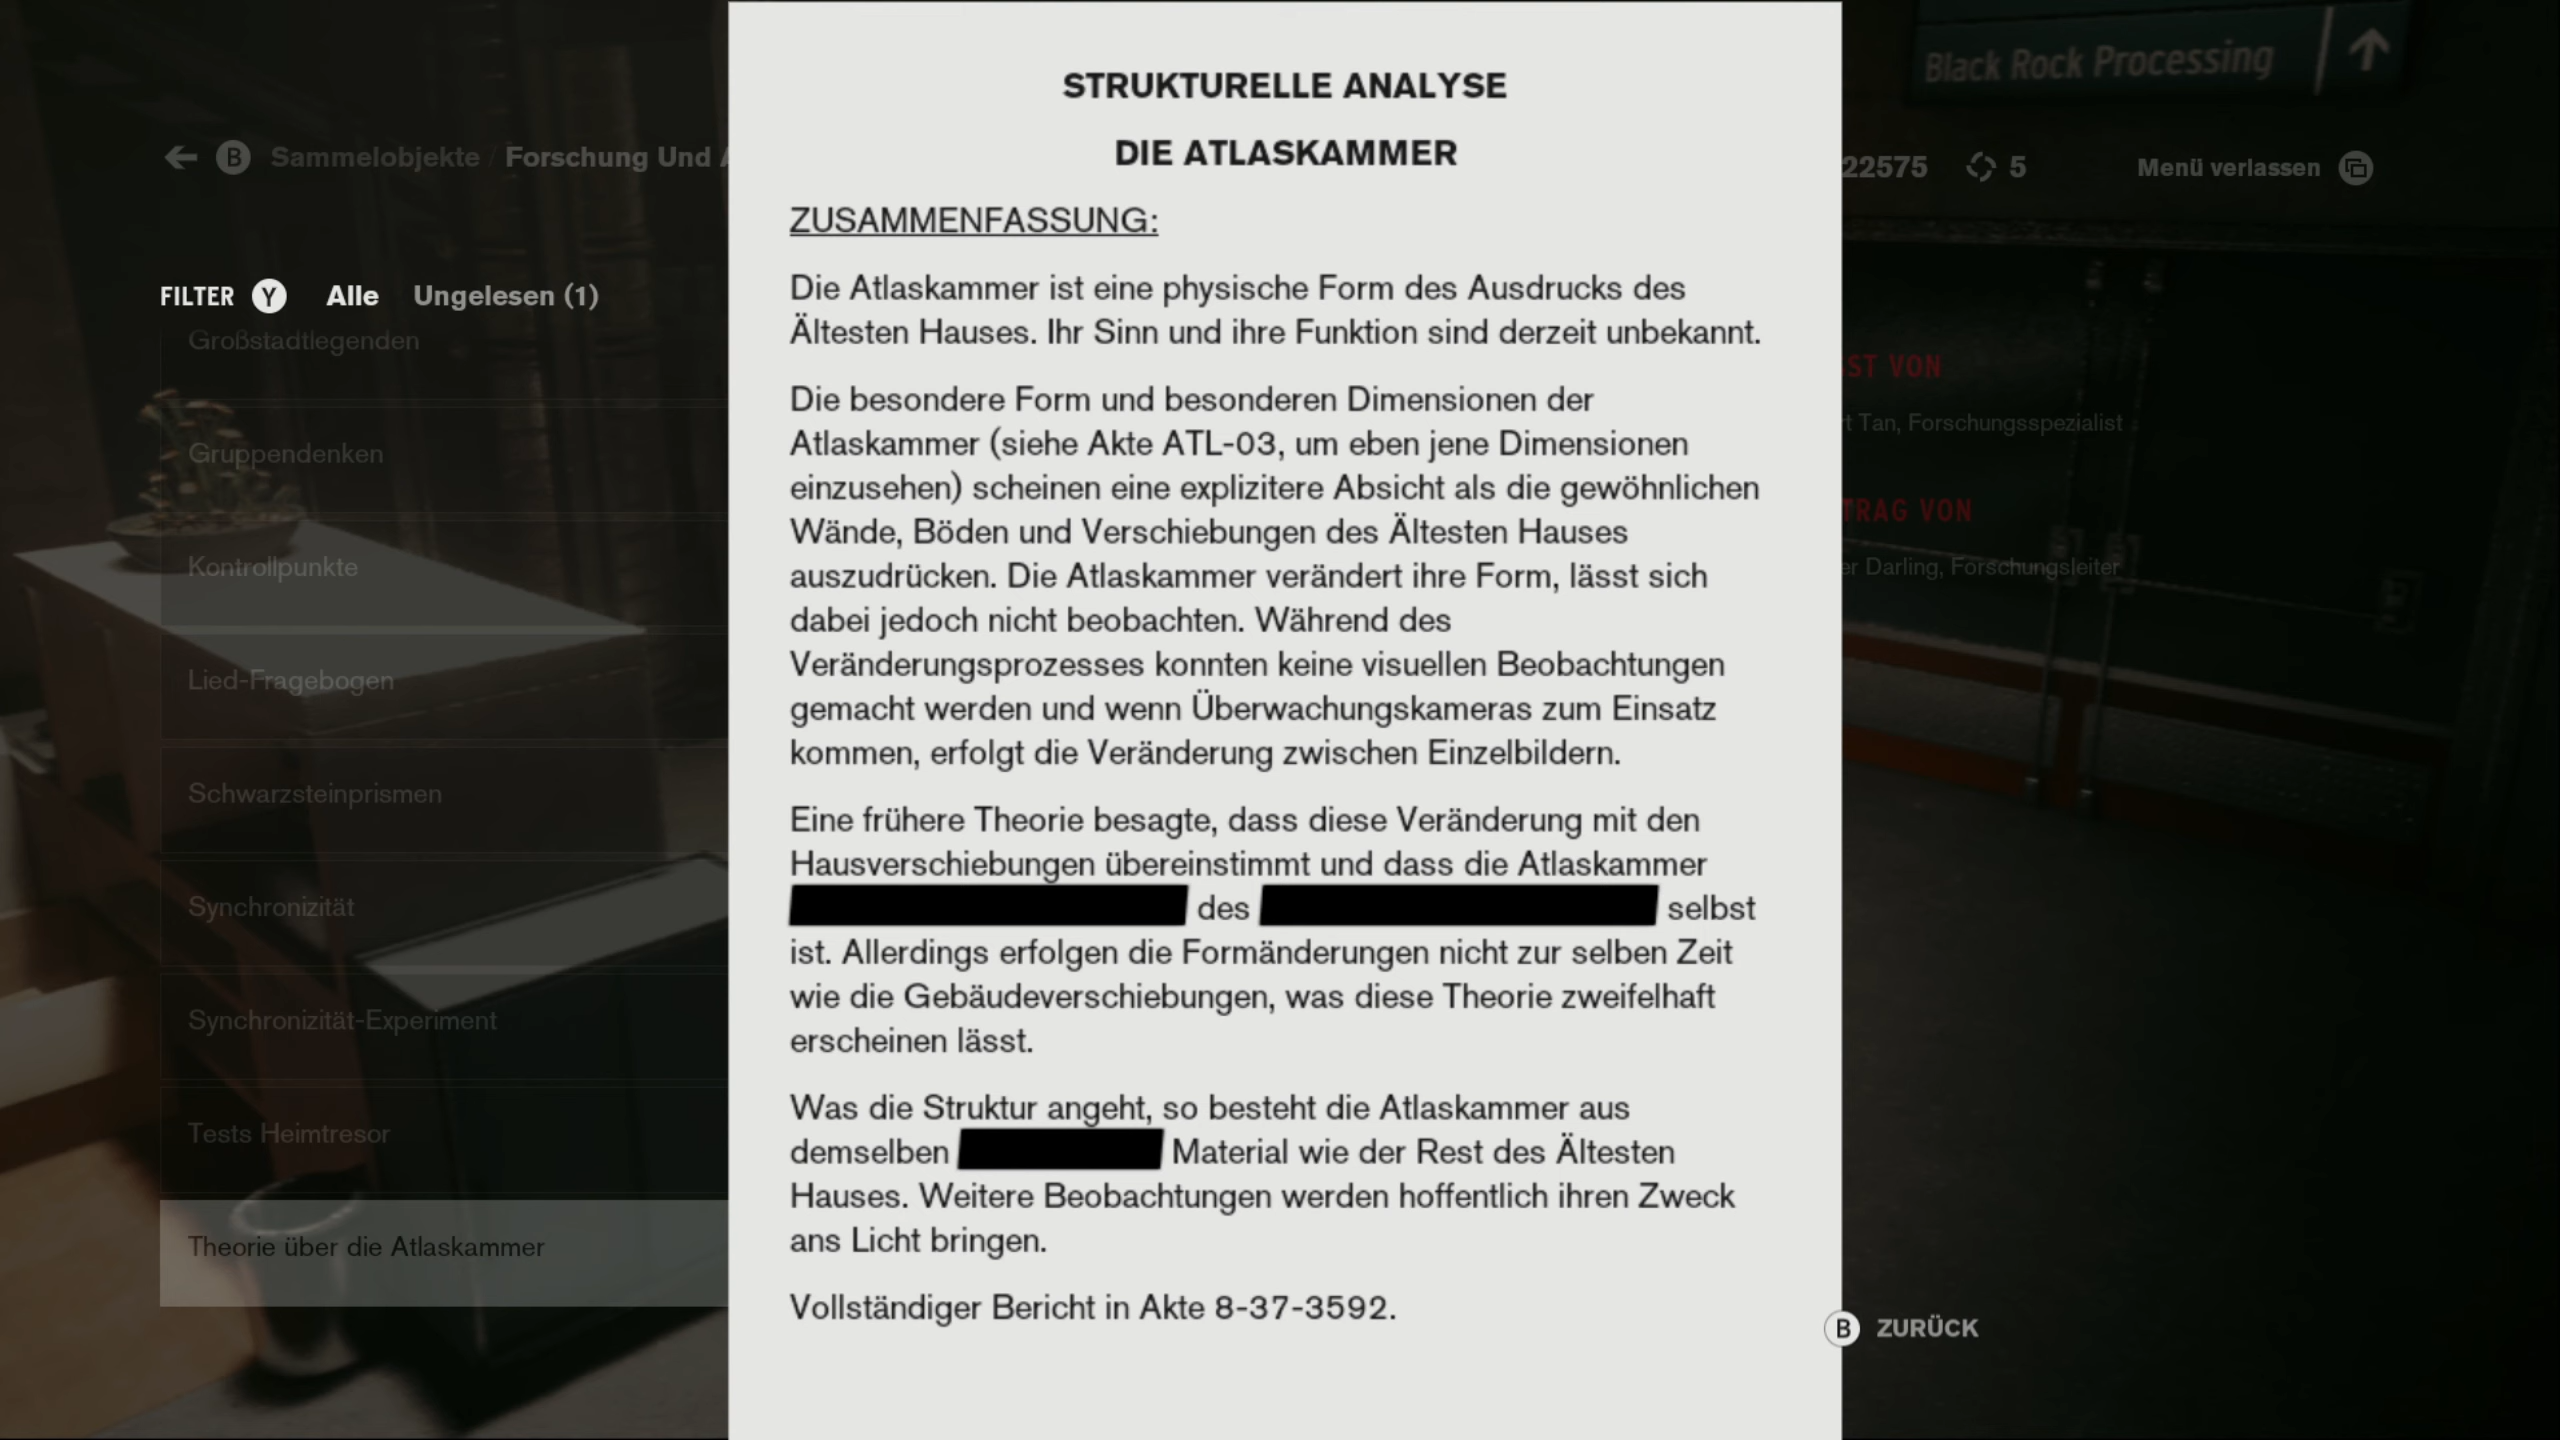 Black Rock Processing
B Sammelobjekte / Forschung Und
22575 5 Menü verlassen
FILTER Y Alle Ungelesen (1)
Großstadtlegenden
Gruppendenken
Kontrollpunkte
Lied-Fragebogen
Schwarzsteinprismen
Synchronizität
Synchronizität-Experiment
Tests Heimtresor
Theorie über die Atlaskammer
STRUKTURELLE ANALYSE
DIE ATLASKAMMER
ZUSAMMENFASSUNG:
Die Atlaskammer ist eine physische Form des Ausdrucks des
Ältesten Hauses. Ihr Sinn und ihre Funktion sind derzeit unbekannt.
Die besondere Form und besonderen Dimensionen der
Atlaskammer (siehe Akte ATL-03, um eben jene Dimensionen
einzusehen) scheinen eine explizitere Absicht als die gewöhnlichen
Wände, Böden und Verschiebungen des Ältesten Hauses
auszudrücken. Die Atlaskammer verändert ihre Form, lässt sich
dabei jedoch nicht beobachten. Während des
Veränderungsprozesses konnten keine visuellen Beobachtungen
gemacht werden und wenn Überwachungskameras zum Einsatz
kommen, erfolgt die Veränderung zwischen Einzelbildern.
Eine frühere Theorie besagte, dass diese Veränderung mit den
Hausverschiebungen übereinstimmt und dass die Atlaskammer
des selbst
ist. Allerdings erfolgen die Formänderungen nicht zur selben Zeit
wie die Gebäudeverschiebungen, was diese Theorie zweifelhaft
erscheinen lässt.
Was die Struktur angeht, so besteht die Atlaskammer aus
demselben Material wie der Rest des Ältesten
Hauses. Weitere Beobachtungen werden hoffentlich ihren Zweck
ans Licht bringen.
Vollständiger Bericht in Akte 8-37-3592.
VON
Tan, Forschungsspezialist
VON
Darling, Forschungsleiter
B ZURÜCK